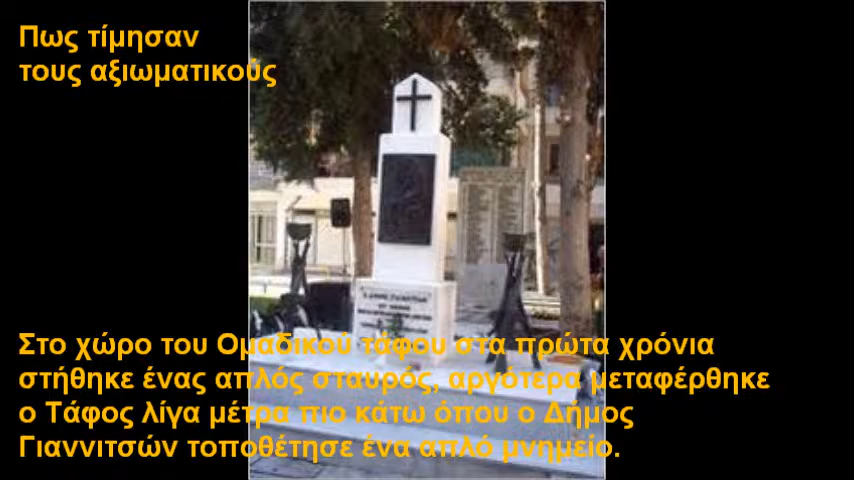 Πως τίμησαν
τους αξιωματικούς
Στο χώρο του Ομαδικού τάφου στα πρώτα χρόνια
στήθηκε ένας απλός σταυρός, αργότερα μεταφέρθηκε
ο Τάφος λίγα μέτρα πιο κάτω όπου ο Δήμος
Γιαννιτσών τοποθέτησε ένα απλό μνημείο.